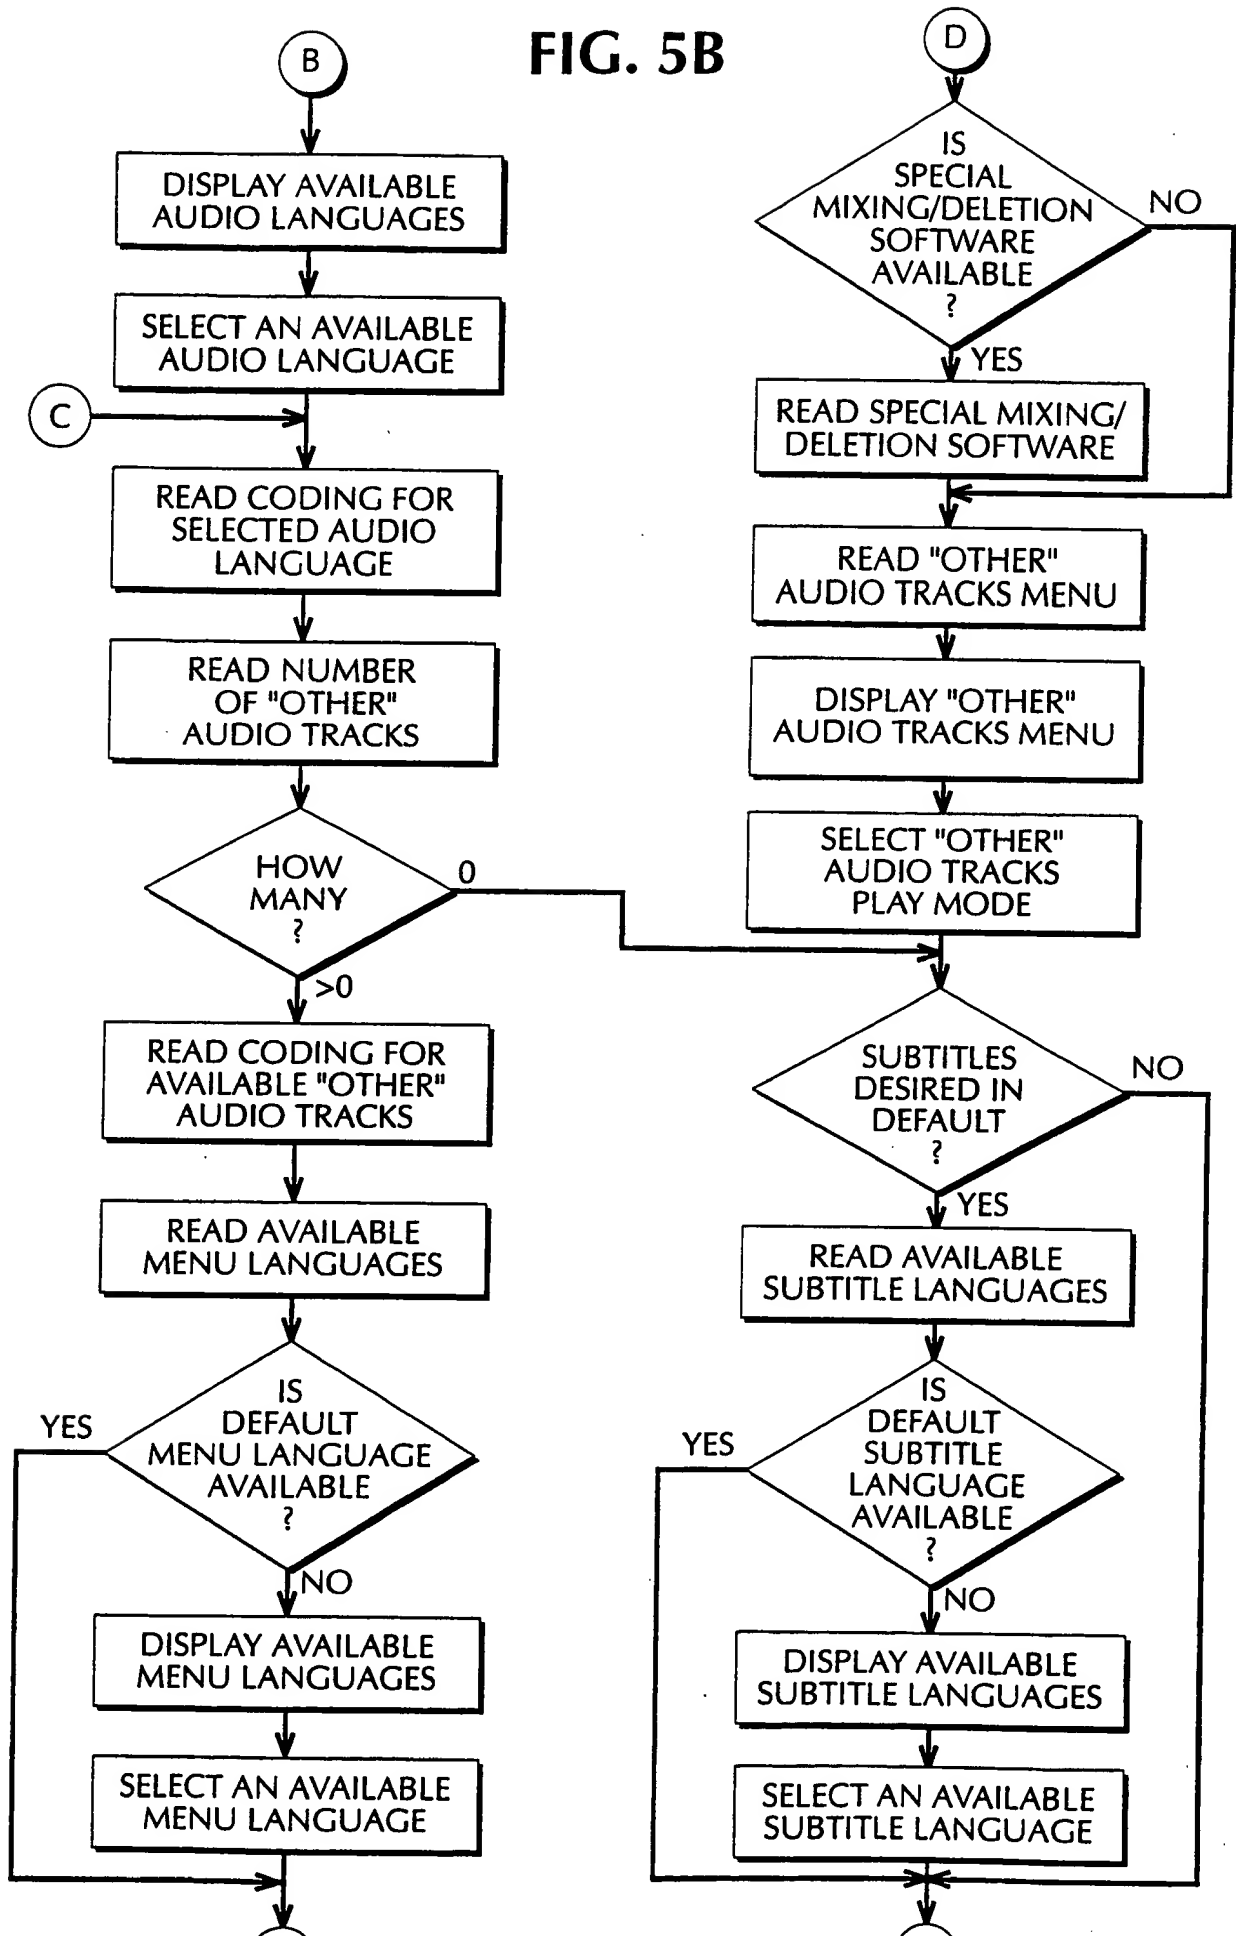 FIG. 5B
B
DISPLAY AVAILABLE
AUDIO LANGUAGES
SELECT AN AVAILABLE
AUDIO LANGUAGE
C
READ CODING FOR
SELECTED AUDIO
LANGUAGE
READ NUMBER
OF "OTHER"
AUDIO TRACKS
HOW
MANY
?
0
>0
READ CODING FOR
AVAILABLE "OTHER"
AUDIO TRACKS
READ AVAILABLE
MENU LANGUAGES
IS
DEFAULT
MENU LANGUAGE
AVAILABLE
?
YES
NO
DISPLAY AVAILABLE
MENU LANGUAGES
SELECT AN AVAILABLE
MENU LANGUAGE
D
IS
SPECIAL
MIXING/DELETION
SOFTWARE
AVAILABLE
?
NO
YES
READ SPECIAL MIXING/
DELETION SOFTWARE
READ "OTHER"
AUDIO TRACKS MENU
DISPLAY "OTHER"
AUDIO TRACKS MENU
SELECT "OTHER"
AUDIO TRACKS
PLAY MODE
SUBTITLES
DESIRED IN
DEFAULT
?
NO
YES
READ AVAILABLE
SUBTITLE LANGUAGES
IS
DEFAULT
SUBTITLE
LANGUAGE
AVAILABLE
?
YES
NO
DISPLAY AVAILABLE
SUBTITLE LANGUAGES
SELECT AN AVAILABLE
SUBTITLE LANGUAGE